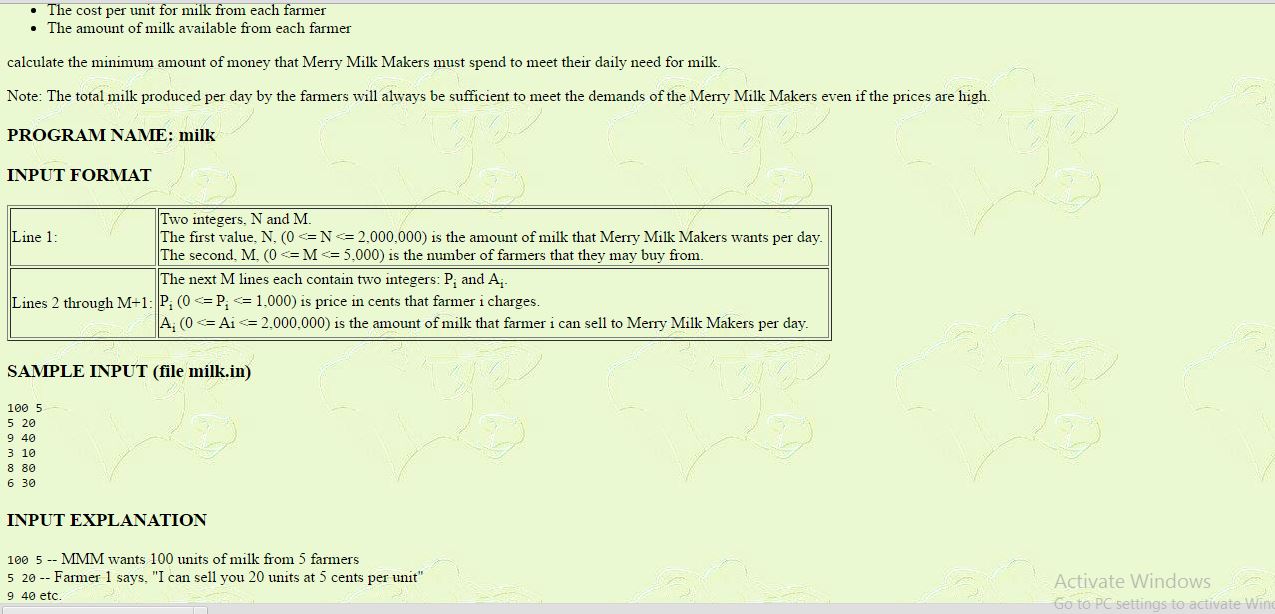 • The cost per unit for milk from each farmer
• The amount of milk available from each farmer
calculate the minimum amount of money that Merry Milk Makers must spend to meet their daily need for milk.
Note: The total milk produced per day by the farmers will always be sufficient to meet the demands of the Merry Milk Makers even if the prices are high.
PROGRAM NAME: milk
INPUT FORMAT
Line 1:
Two integers, N and M.
The first value, N, (0 <= N <= 2,000,000) is the amount of milk that Merry Milk Makers wants per day.
The second, M, (0 <= M <= 5,000) is the number of farmers that they may buy from.
Lines 2 through M+1:
The next M lines each contain two integers: Pi and Ai.
Pi (0 <= Pi <= 1,000) is price in cents that farmer i charges.
Ai (0 <= Ai <= 2,000,000) is the amount of milk that farmer i can sell to Merry Milk Makers per day.
SAMPLE INPUT (file milk.in)
100 5
5 20
9 40
3 10
8 80
6 30
INPUT EXPLANATION
100 5 -- MMM wants 100 units of milk from 5 farmers
5 20 -- Farmer 1 says, "I can sell you 20 units at 5 cents per unit"
9 40 etc.
Activate Windows
Go to PC settings to activate Win